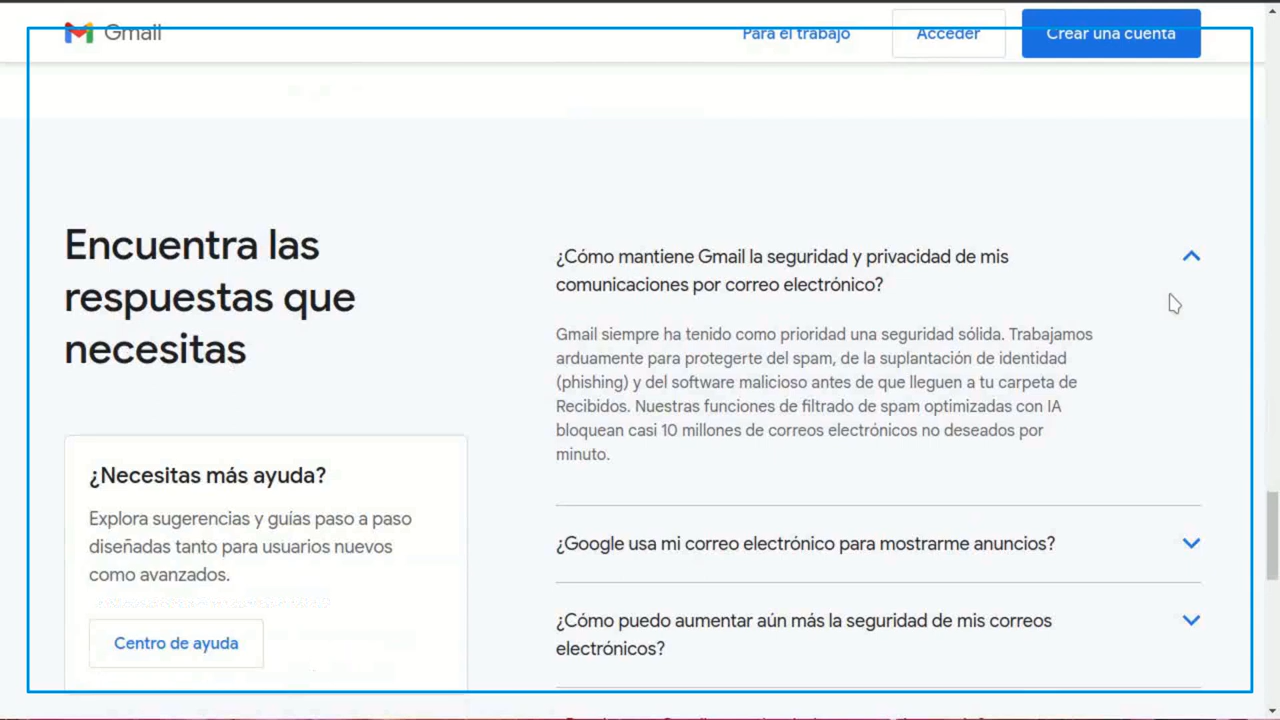 Gmail
Para el trabajo
Acceder
Crear una cuenta
Encuentra las
respuestas que
necesitas
¿Necesitas más ayuda?
Explora sugerencias y guías paso a paso
diseñadas tanto para usuarios nuevos
como avanzados.
Centro de ayuda
¿Cómo mantiene Gmail la seguridad y privacidad de mis
comunicaciones por correo electrónico?
Gmail siempre ha tenido como prioridad una seguridad sólida. Trabajamos
arduamente para protegerte del spam, de la suplantación de identidad
(phishing) y del software malicioso antes de que lleguen a tu carpeta de
Recibidos. Nuestras funciones de filtrado de spam optimizadas con IA
bloquean casi 10 millones de correos electrónicos no deseados por
minuto.
¿Google usa mi correo electrónico para mostrarme anuncios?
¿Cómo puedo aumentar aún más la seguridad de mis correos
electrónicos?